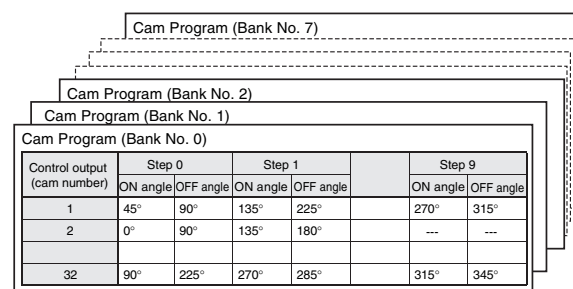 Cam Program (Bank No. 7)
Cam Program (Bank No. 2)
Cam Program (Bank No. 1)
Cam Program (Bank No. 0)
Control output (cam number) Step 0 Step 1 Step 9
ON angle OFF angle ON angle OFF angle ON angle OFF angle
1 45° 90° 135° 225° 270° 315°
2 0° 90° 135° 180° --- ---
32 90° 225° 270° 285° 315° 345°